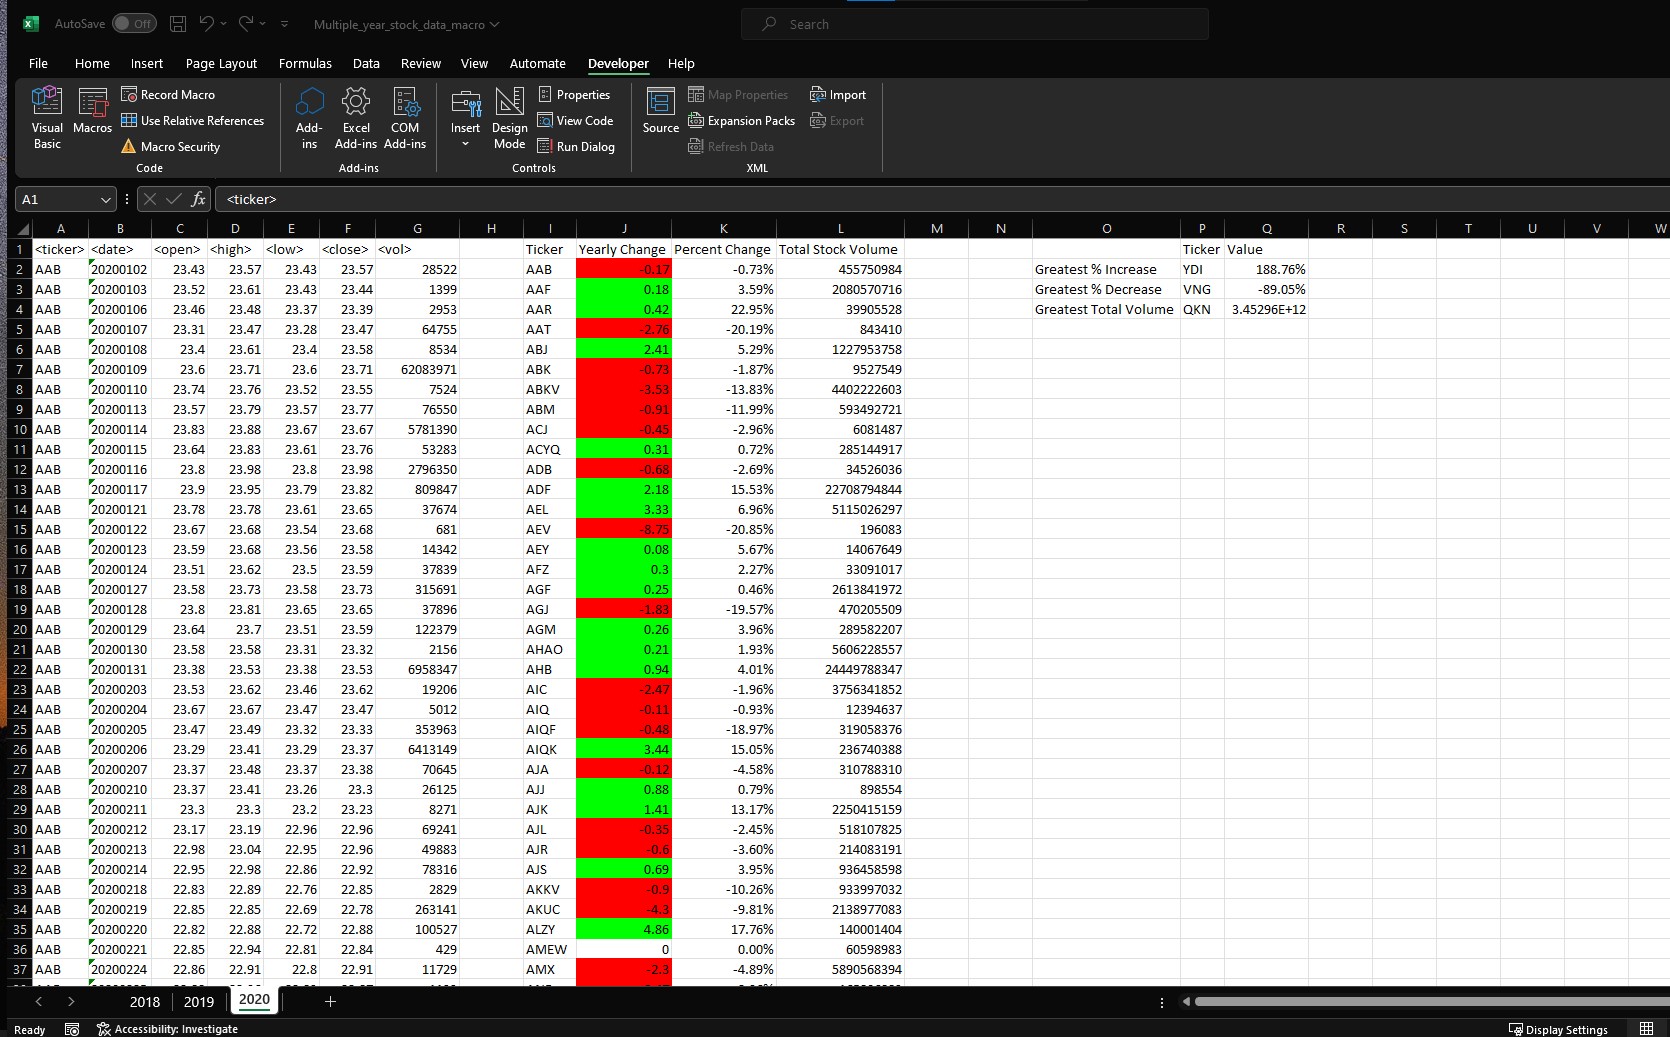 AutoSave Off Multiple_year_stock_data_macro Search
File Home Insert Page Layout Formulas Data Review View Automate Developer Help
Visual Basic
Macros
Record Macro
Use Relative References
Macro Security
Code
Add-ins
Excel Add-ins
COM Add-ins
Add-ins
Insert
Design Mode
Properties
View Code
Run Dialog
Controls
Source
Map Properties
Expansion Packs
Refresh Data
Import
Export
XML
A1 fx <ticker>
A B C D E F G H I J K L M N O P Q R S T U V W
1 <ticker> <date> <open> <high> <low> <close> <vol> Ticker Yearly Change Percent Change Total Stock Volume Ticker Value
2 AAB 20200102 23.43 23.57 23.43 23.57 28522 AAB -0.17 -0.73% 455750984 Greatest % Increase YDI 188.76%
3 AAB 20200103 23.52 23.61 23.43 23.44 1399 AAF 0.18 3.59% 2080570716 Greatest % Decrease VNG -89.05%
4 AAB 20200106 23.46 23.48 23.37 23.39 2953 AAR 0.42 22.95% 39905528 Greatest Total Volume QKN 3.45296E+12
5 AAB 20200107 23.31 23.47 23.28 23.47 64755 AAT -2.76 -20.19% 843410
6 AAB 20200108 23.4 23.61 23.4 23.58 8534 ABJ 2.41 5.29% 1227953758
7 AAB 20200109 23.6 23.71 23.6 23.71 62083971 ABK -0.73 -1.87% 9527549
8 AAB 20200110 23.74 23.76 23.52 23.55 7524 ABKV -3.53 -13.83% 4402222603
9 AAB 20200113 23.57 23.79 23.57 23.77 76550 ABM -0.91 -11.99% 593492721
10 AAB 20200114 23.83 23.88 23.67 23.67 5781390 ACJ -0.45 -2.96% 6081487
11 AAB 20200115 23.64 23.83 23.61 23.76 53283 ACYQ 0.31 0.72% 285144917
12 AAB 20200116 23.8 23.98 23.8 23.98 2796350 ADB -0.68 -2.69% 34526036
13 AAB 20200117 23.9 23.95 23.79 23.82 809847 ADF 2.18 15.53% 22708794844
14 AAB 20200121 23.78 23.78 23.61 23.65 37674 AEL 3.33 6.96% 5115026297
15 AAB 20200122 23.67 23.68 23.54 23.68 681 AEV -8.75 -20.85% 196083
16 AAB 20200123 23.59 23.68 23.56 23.58 14342 AEY 0.08 5.67% 14067649
17 AAB 20200124 23.51 23.62 23.5 23.59 37839 AFZ 0.3 2.27% 33091017
18 AAB 20200127 23.58 23.73 23.58 23.73 315691 AGF 0.25 0.46% 2613841972
19 AAB 20200128 23.8 23.81 23.65 23.65 37896 AGJ -1.83 -19.57% 470205509
20 AAB 20200129 23.64 23.7 23.51 23.59 122379 AGM 0.26 3.96% 289582207
21 AAB 20200130 23.58 23.58 23.31 23.32 2156 AHAO 0.21 1.93% 5606228557
22 AAB 20200131 23.38 23.53 23.38 23.53 6958347 AHB 0.94 4.01% 24449788347
23 AAB 20200203 23.53 23.62 23.46 23.62 19206 AIC -2.47 -1.96% 3756341852
24 AAB 20200204 23.67 23.67 23.47 23.47 5012 AIQ -0.11 -0.93% 12394637
25 AAB 20200205 23.47 23.49 23.32 23.33 353963 AIQF -0.48 -18.97% 319058376
26 AAB 20200206 23.29 23.41 23.29 23.37 6413149 AIQK 3.44 15.05% 236740388
27 AAB 20200207 23.37 23.48 23.37 23.38 70645 AJA -0.12 -4.58% 310788310
28 AAB 20200210 23.37 23.41 23.26 23.3 26125 AJJ 0.88 0.79% 898554
29 AAB 20200211 23.3 23.3 23.2 23.23 8271 AJK 1.41 13.17% 2250415159
30 AAB 20200212 23.17 23.19 22.96 22.96 69241 AJL -0.35 -2.45% 518107825
31 AAB 20200213 22.98 23.04 22.95 22.96 49883 AJR -0.6 -3.60% 214083191
32 AAB 20200214 22.95 22.98 22.86 22.92 78316 AJS 0.69 3.95% 936458598
33 AAB 20200218 22.83 22.89 22.76 22.85 2829 AKKV -0.9 -10.26% 933997032
34 AAB 20200219 22.85 22.85 22.69 22.78 263141 AKUC -4.3 -9.81% 2138977083
35 AAB 20200220 22.82 22.88 22.72 22.88 100527 ALZY 4.86 17.76% 140001404
36 AAB 20200221 22.85 22.94 22.81 22.84 429 AMEW 0 0.00% 60598983
37 AAB 20200224 22.86 22.91 22.8 22.91 11729 AMX -2.3 -4.89% 5890568394
2018 2019 2020
Ready Accessibility: Investigate Display Settings